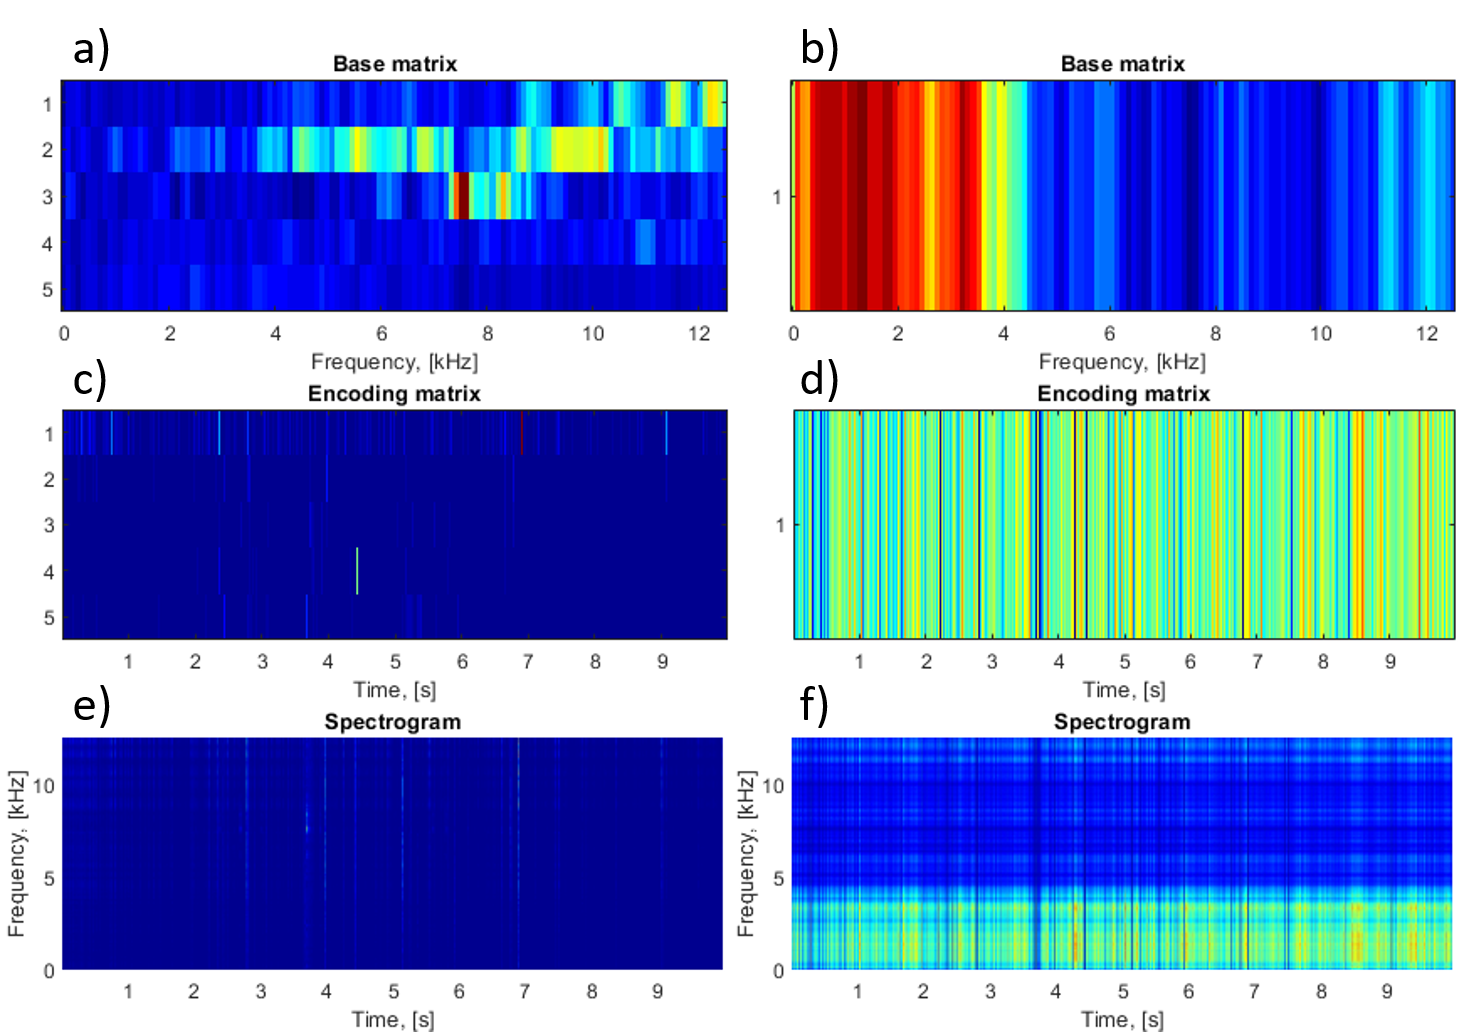 a)
Base matrix
1
2
3
4
5
0 2 4 6 8 10 12
Frequency, [kHz]
b)
Base matrix
1
0 2 4 6 8 10 12
Frequency, [kHz]
c)
Encoding matrix
1
2
3
4
5
1 2 3 4 5 6 7 8 9
Time, [s]
d)
Encoding matrix
1
1 2 3 4 5 6 7 8 9
Time, [s]
e)
Spectrogram
Frequency, [kHz]
10
5
0
1 2 3 4 5 6 7 8 9
Time, [s]
f)
Spectrogram
Frequency, [kHz]
10
5
0
1 2 3 4 5 6 7 8 9
Time, [s]